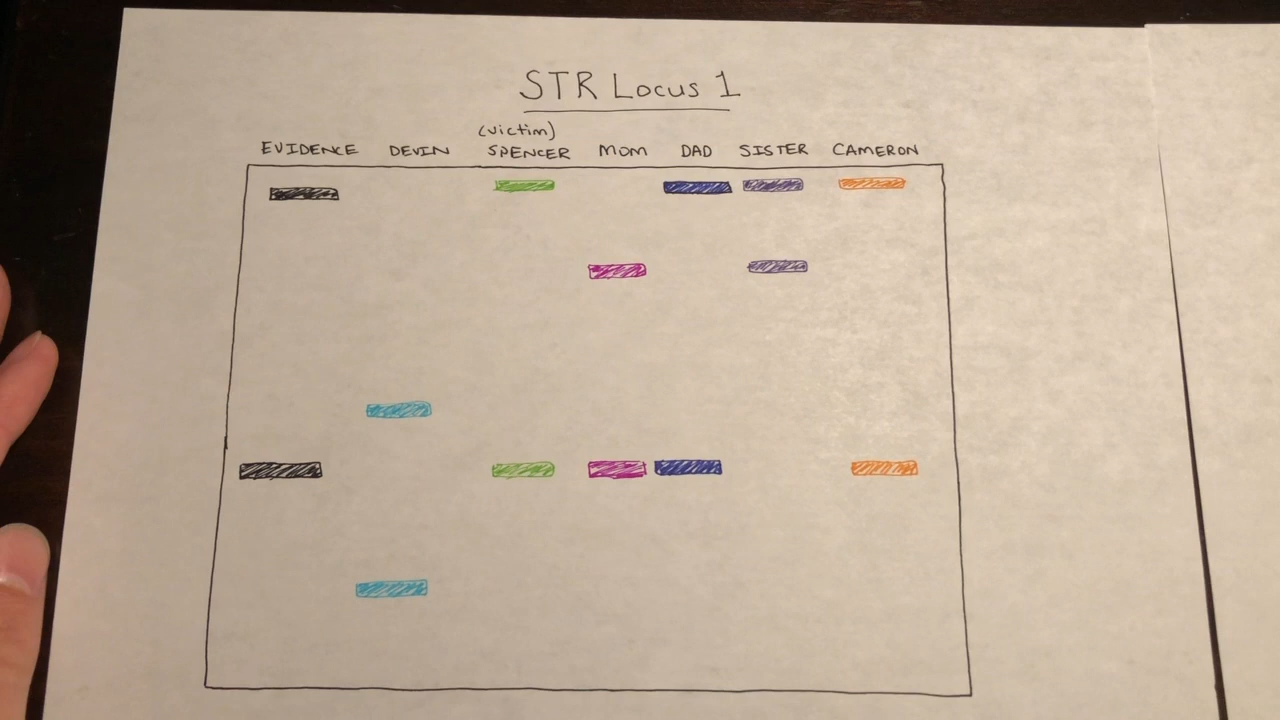 STR Locus 1
(victim)
EVIDENCE DEVIN SPENCER MOM DAD SISTER CAMERON